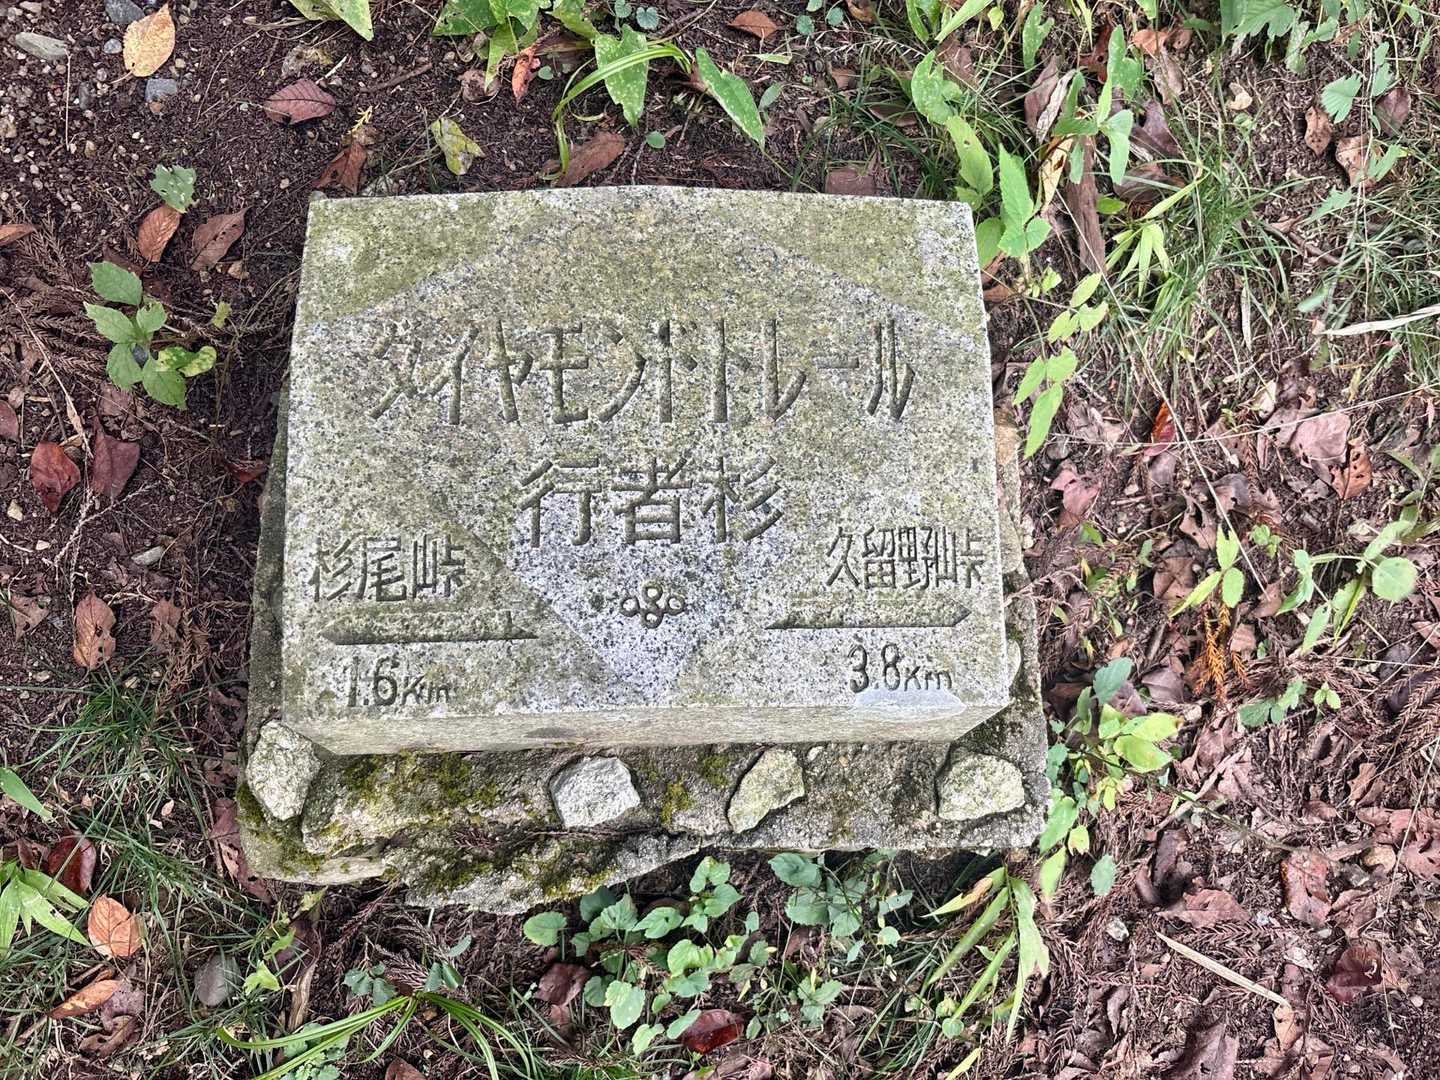 ダイヤモンドトレール
行者杉
杉尾峠
久留野峠
1.6Km
3.8Km